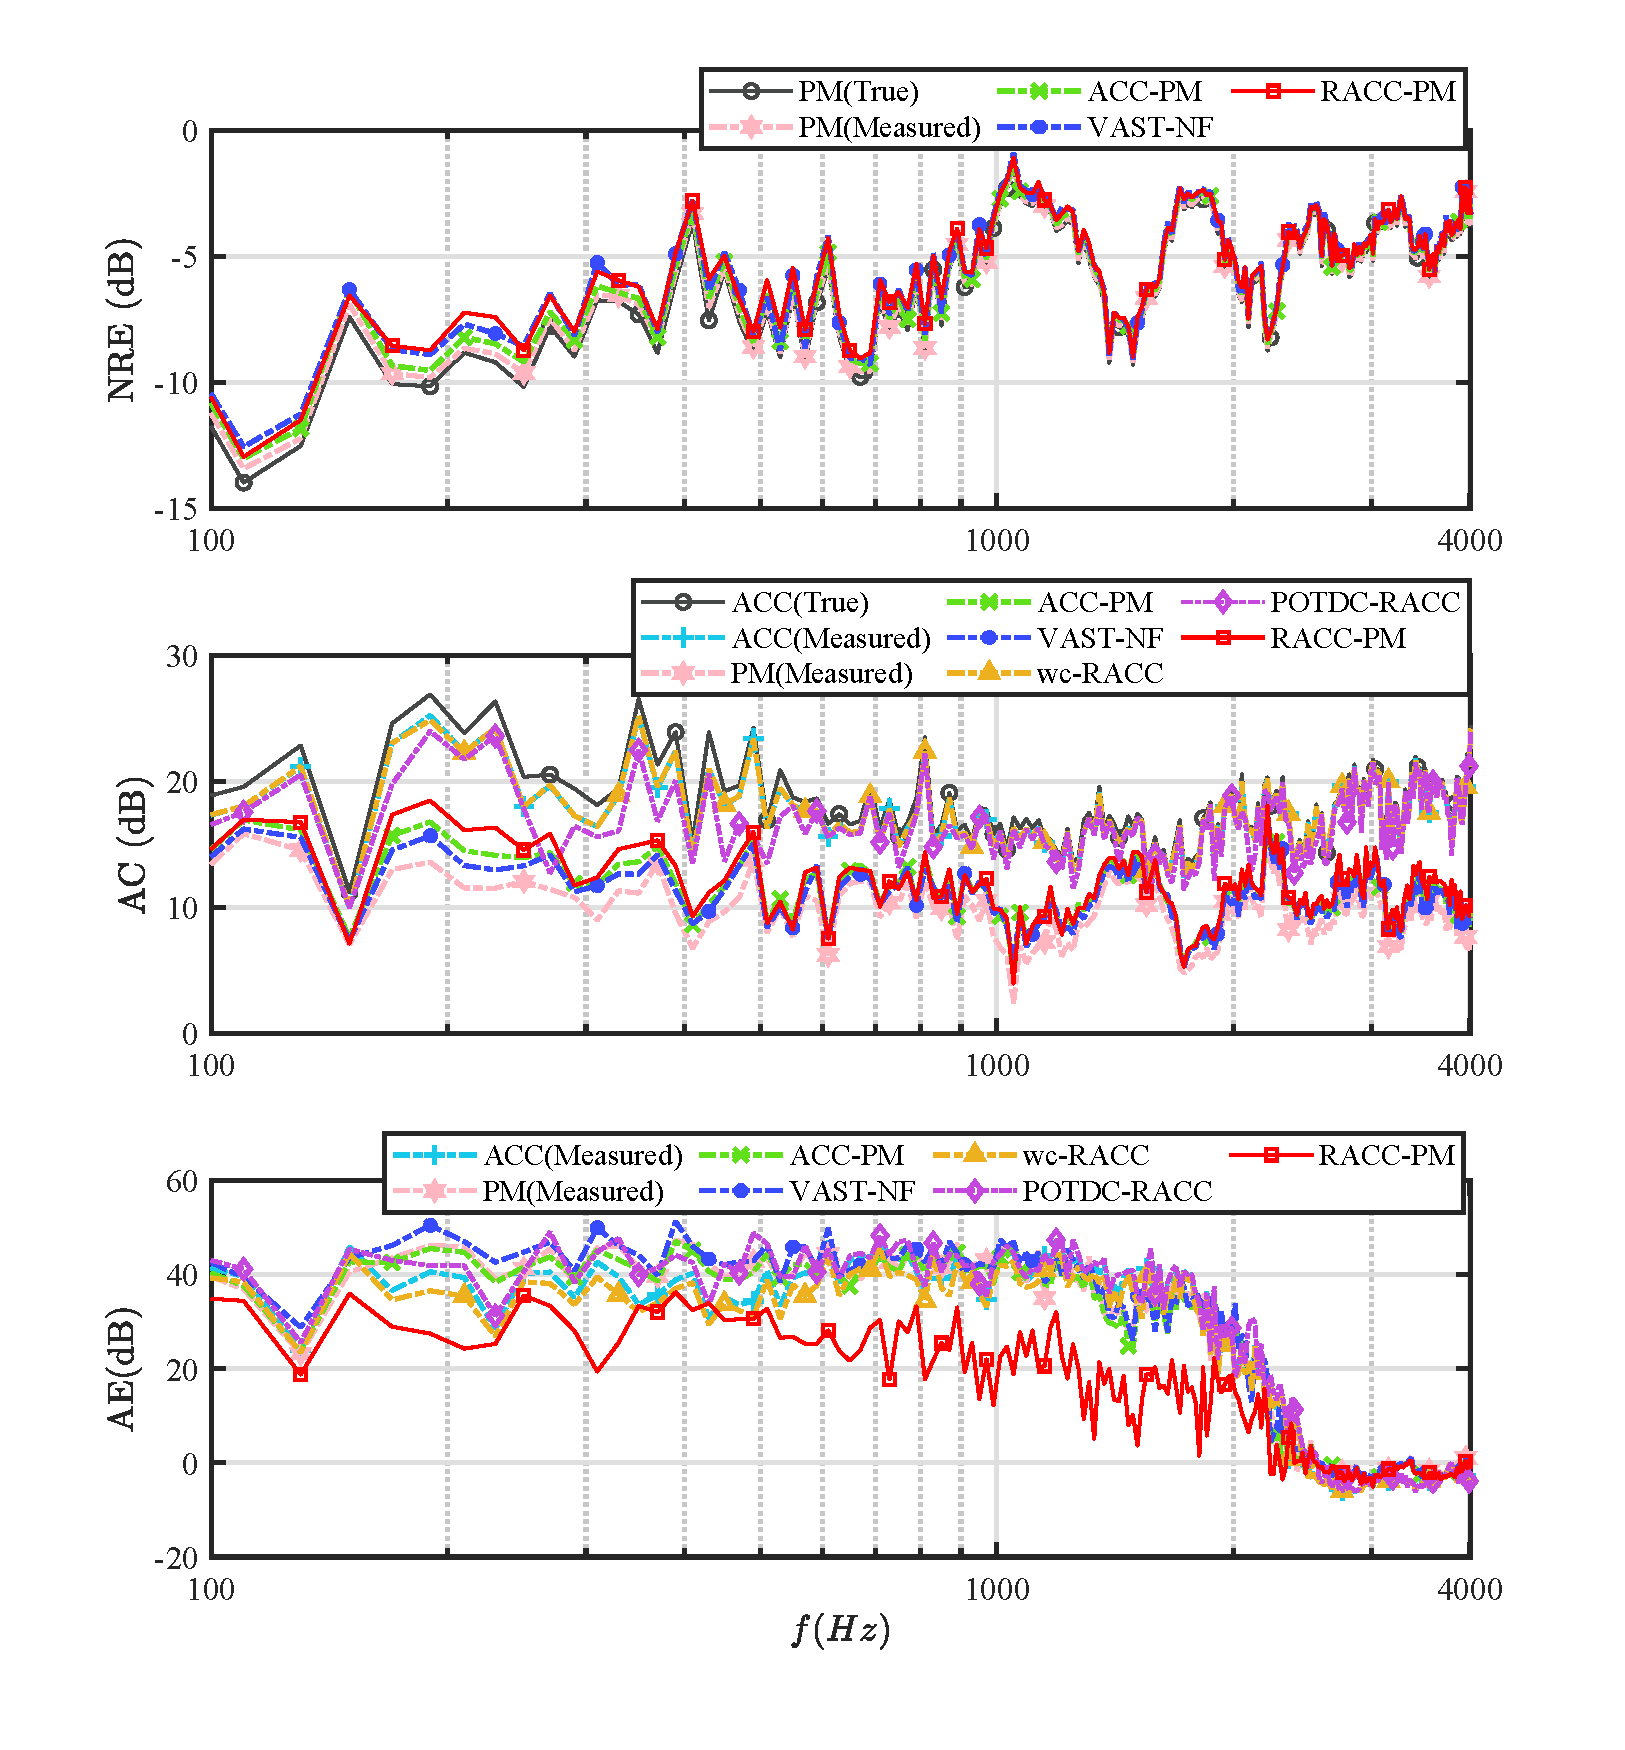 PM(True) ACC-PM RACC-PM
PM(Measured) VAST-NF
0
-5
-10
-15
NRE (dB)
100 1000 4000
ACC(True) ACC-PM POTDC-RACC
ACC(Measured) VAST-NF RACC-PM
PM(Measured) wc-RACC
30
20
10
0
AC (dB)
100 1000 4000
ACC(Measured) ACC-PM wc-RACC RACC-PM
PM(Measured) VAST-NF POTDC-RACC
60
40
20
0
-20
AE(dB)
100 1000 4000
f(Hz)